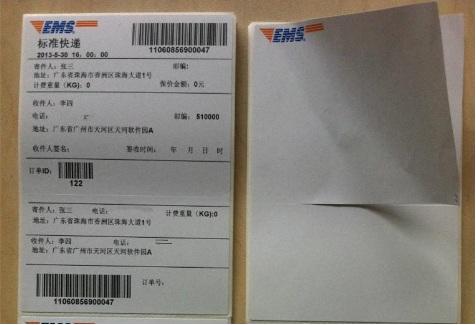 EMS
标准快递
2013-5-30 16:00:00
11060856900047
寄件人：张三 邮编：
地址：广东省珠海市香洲区珠海大道1号
计费重量（KG）：0 保价金额：0元
收件人：李四
电话： 邮编：510000
地址：广东省广州市天河区天河软件园A
收件人签名： 签收时间： 年 月 日 时
订单ID：
122
寄件人：张三 电话： 计费重量（KG）:0
地址：广东省珠海市香洲区珠海大道1号
收件人：李四 电话：
地址：广东省广州市天河区天河软件园A
订单号：
11060856900047
EMS